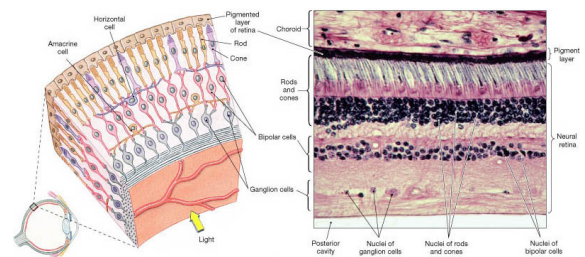 Horizontal
cell
Amacrine
cell
Pigmented
layer
of retina
Rod
Cone
Bipolar cells
Ganglion cells
Light
Choroid
Rods
and
cones
Pigment
layer
Neural
retina
Posterior
cavity
Nuclei of
ganglion cells
Nuclei of rods
and cones
Nuclei of
bipolar cells